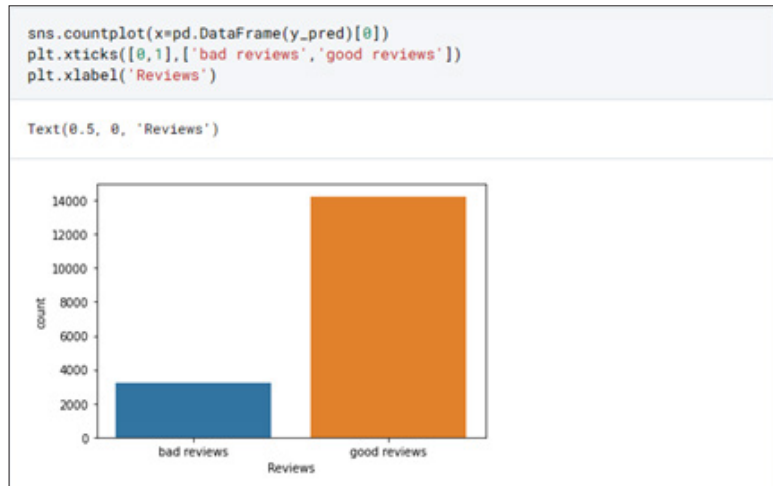 sns.countplot(x=pd.DataFrame(y_pred)[0])
plt.xticks([0,1],['bad reviews','good reviews'])
plt.xlabel('Reviews')
Text(0.5, 0, 'Reviews')
14000
12000
10000
8000
6000
4000
2000
0
count
bad reviews
good reviews
Reviews